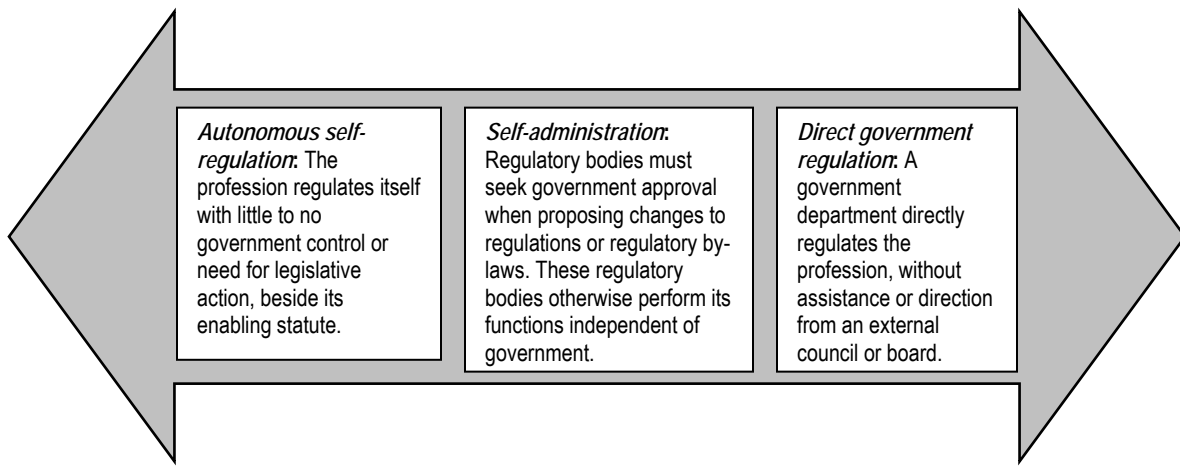 Autonomous self-
regulation: The
profession regulates itself
with little to no
government control or
need for legislative
action, beside its
enabling statute.
Self-administration:
Regulatory bodies must
seek government approval
when proposing changes to
regulations or regulatory by-
laws. These regulatory
bodies otherwise perform its
functions independent of
government.
Direct government
regulation: A
government
department directly
regulates the
profession, without
assistance or direction
from an external
council or board.